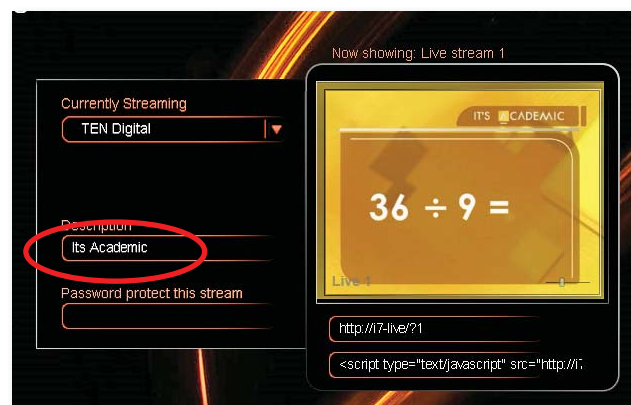 Now showing: Live stream 1
Currently Streaming
TEN Digital
Description
Its Academic
Password protect this stream
IT'S ACADEMIC
36 ÷ 9 =
Live 1
http://i7-live/?1
<script type="text/javascript" src="http://i7